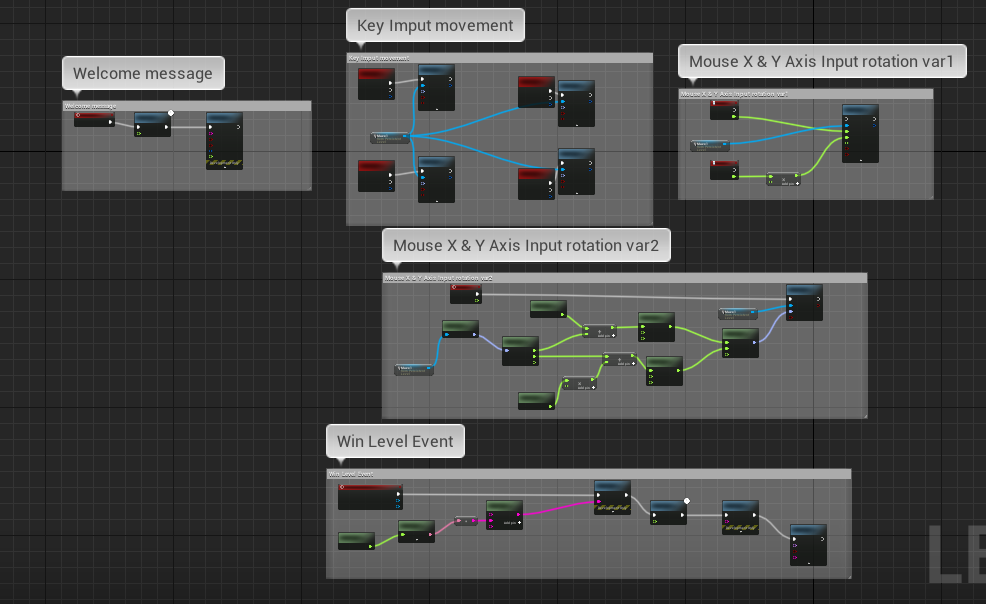 Key Imput movement
Key Imput movement
Mouse X & Y Axis Input rotation var1
Mouse X & Y Axis Input rotation var1
Welcome message
Welcome message
Mouse X & Y Axis Input rotation var2
Mouse X & Y Axis Input rotation var2
Win Level Event
Win Level Event
LE